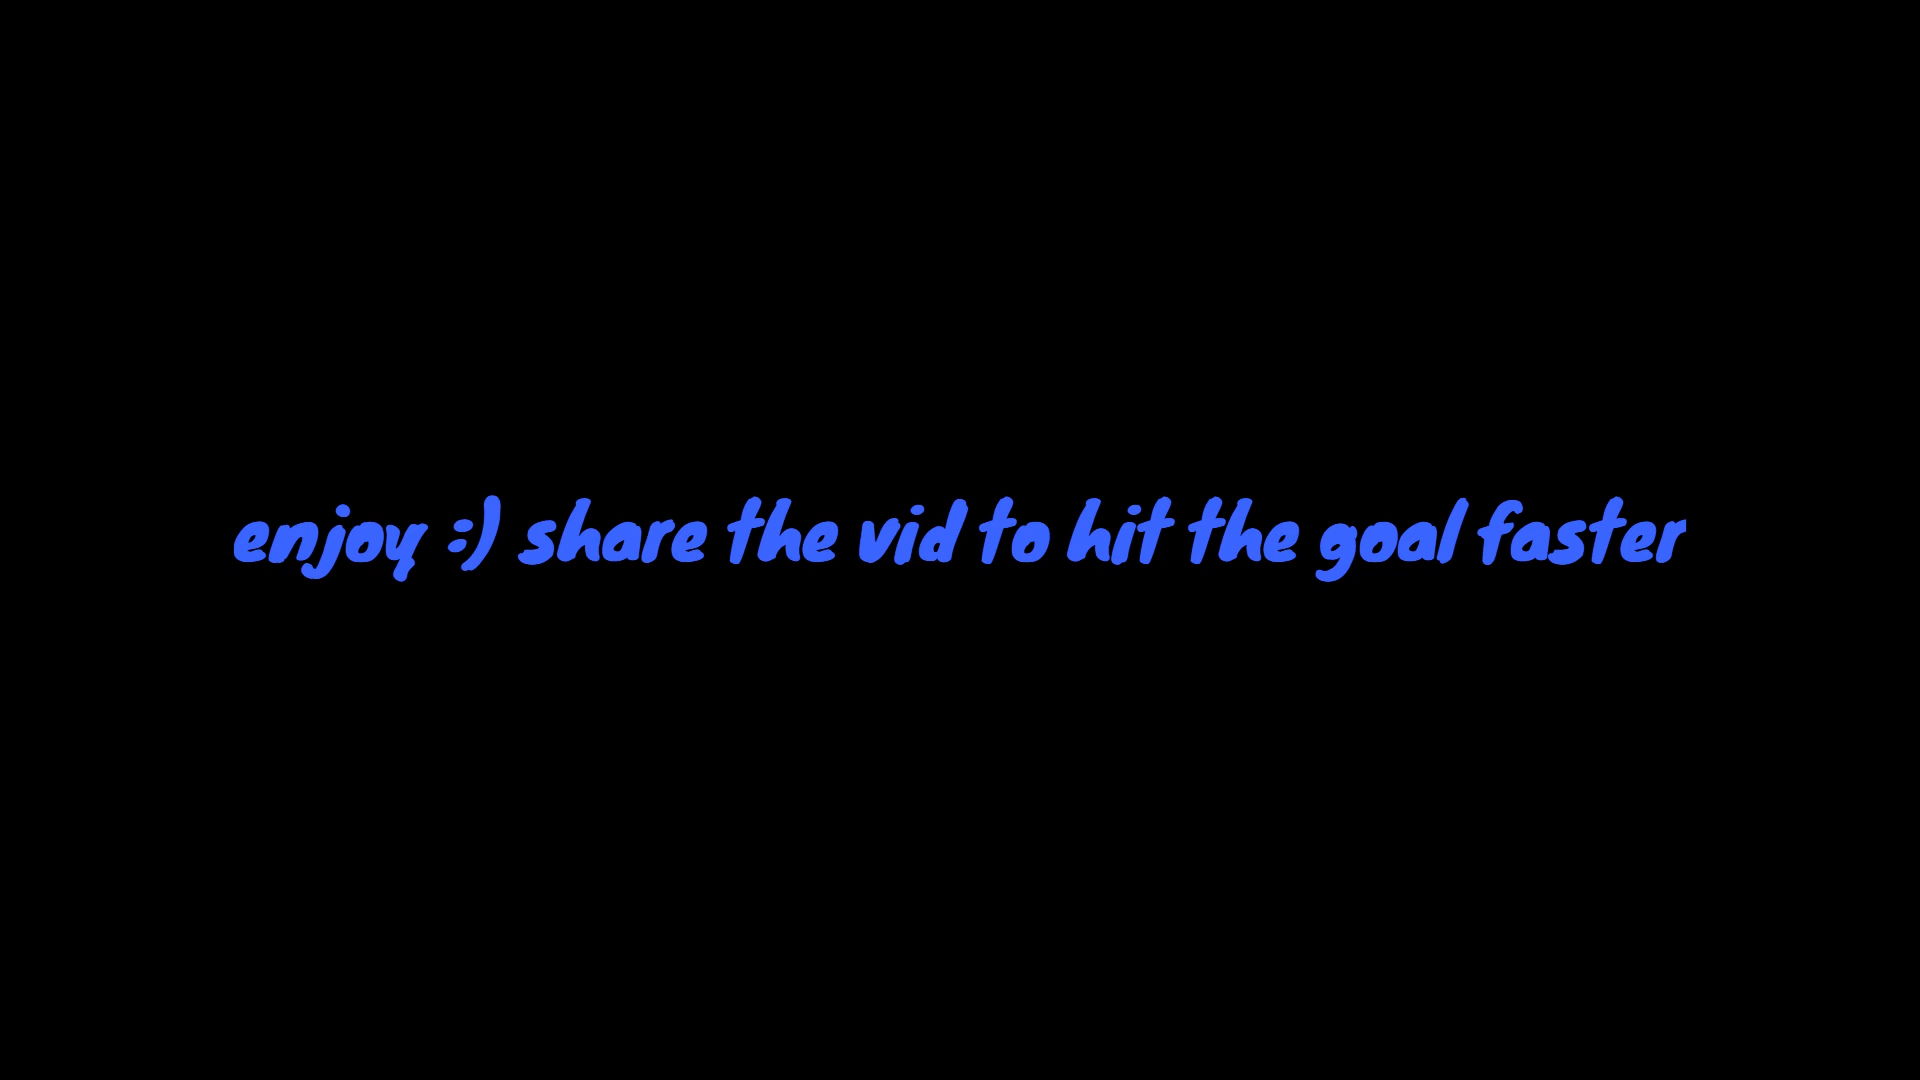 enjoy :) share the vid to hit the goal faster